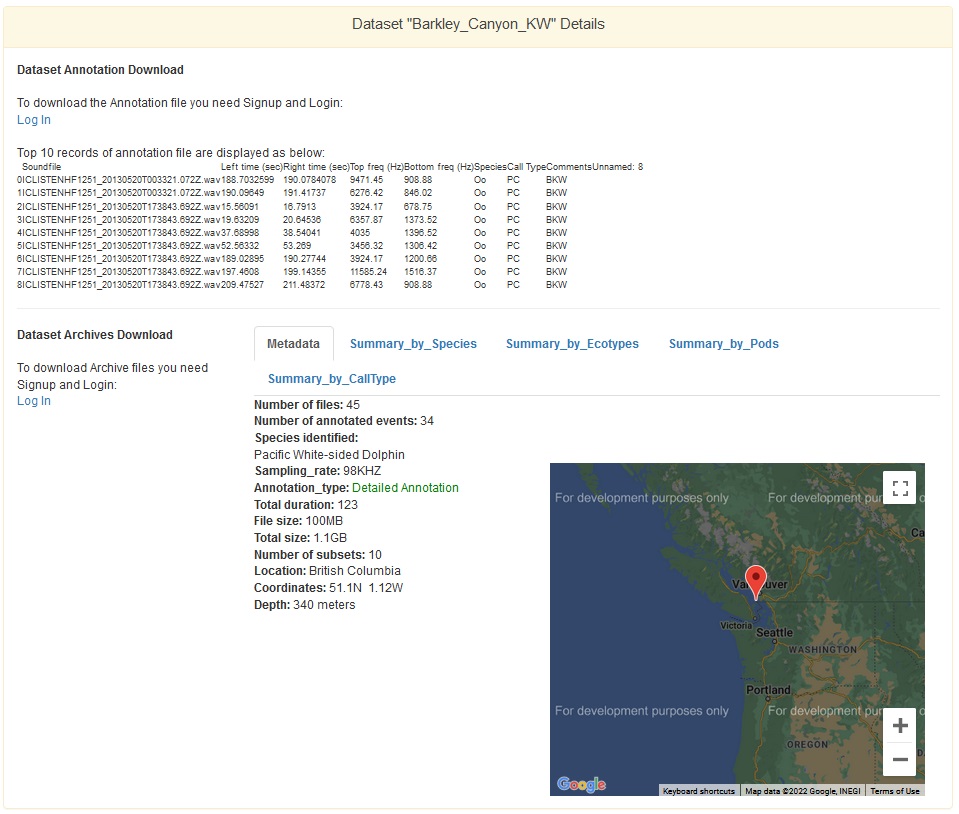 Dataset "Barkley_Canyon_KW" Details
Dataset Annotation Download
To download the Annotation file you need Signup and Login:
Log In
Top 10 records of annotation file are displayed as below:
Soundfile Left time (sec) Right time (sec) Top freq (Hz) Bottom freq (Hz) Species Call Type Comments Unnamed: 8
0 ICLISTENHF1251_20130520T003321.072Z.wav 188.7032599 190.0784078 9471.45 908.88 Oo PC BKW
1 ICLISTENHF1251_20130520T003321.072Z.wav 190.09649 191.41737 6276.42 846.02 Oo PC BKW
2 ICLISTENHF1251_20130520T173843.692Z.wav 15.56091 16.7913 3924.17 678.75 Oo PC BKW
3 ICLISTENHF1251_20130520T173843.692Z.wav 19.63209 20.64536 6357.87 1373.52 Oo PC BKW
4 ICLISTENHF1251_20130520T173843.692Z.wav 37.68998 38.54041 4035 1396.52 Oo PC BKW
5 ICLISTENHF1251_20130520T173843.692Z.wav 52.56332 53.269 3456.32 1306.42 Oo PC BKW
6 ICLISTENHF1251_20130520T173843.692Z.wav 189.02895 190.27744 3924.17 1200.66 Oo PC BKW
7 ICLISTENHF1251_20130520T173843.692Z.wav 197.4608 199.14355 11585.24 1516.37 Oo PC BKW
8 ICLISTENHF1251_20130520T173843.692Z.wav 209.47527 211.48372 6778.43 908.88 Oo PC BKW
Dataset Archives Download
To download Archive files you need
Signup and Login:
Log In
Metadata Summary_by_Species Summary_by_Ecotypes Summary_by_Pods
Summary_by_CallType
Number of files: 45
Number of annotated events: 34
Species identified:
Pacific White-sided Dolphin
Sampling_rate: 98KHZ
Annotation_type: Detailed Annotation
Total duration: 123
File size: 100MB
Total size: 1.1GB
Number of subsets: 10
Location: British Columbia
Coordinates: 51.1N 1.12W
Depth: 340 meters
For development purposes only For development pur o
Ca
Vancouver
Victoria
Seattle
WASHINGTON
Portland
For development purposes only For development pur o
OREGON
Google
Keyboard shortcuts Map data ©2022 Google, INEGI Terms of Use